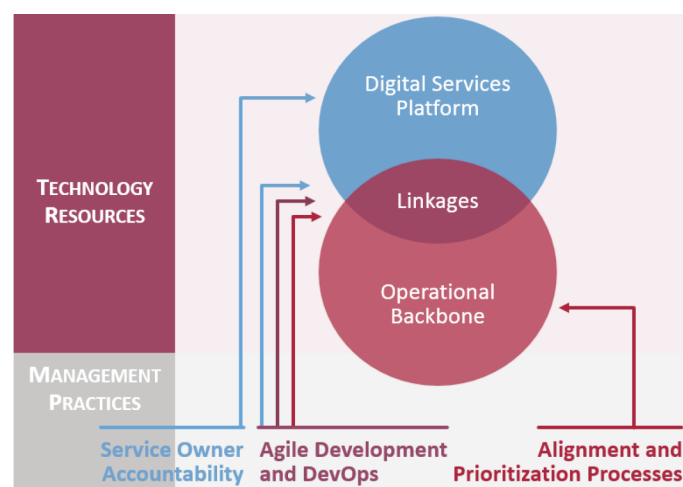 Digital Services
Platform
TECHNOLOGY
RESOURCES
Linkages
Operational
Backbone
MANAGEMENT
PRACTICES
Service Owner
Accountability
Agile Development
and DevOps
Alignment and
Prioritization Processes